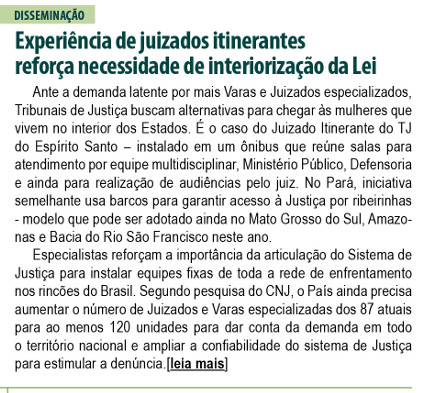 DISSEMINAÇÃO
Experiência de juizados itinerantes
reforça necessidade de interiorização da Lei
Ante a demanda latente por mais Varas e Juizados especializados,
Tribunais de Justiça buscam alternativas para chegar às mulheres que
vivem no interior dos Estados. É o caso do Juizado Itinerante do TJ
do Espírito Santo – instalado em um ônibus que reúne salas para
atendimento por equipe multidisciplinar, Ministério Público, Defensoria
e ainda para realização de audiências pelo juiz. No Pará, iniciativa
semelhante usa barcos para garantir acesso à Justiça por ribeirinhas
- modelo que pode ser adotado ainda no Mato Grosso do Sul, Amazo-
nas e Bacia do Rio São Francisco neste ano.
Especialistas reforçam a importância da articulação do Sistema de
Justiça para instalar equipes fixas de toda a rede de enfrentamento
nos rincões do Brasil. Segundo pesquisa do CNJ, o País ainda precisa
aumentar o número de Juizados e Varas especializadas dos 87 atuais
para ao menos 120 unidades para dar conta da demanda em todo
o território nacional e ampliar a confiabilidade do sistema de Justiça
para estimular a denúncia.[leia mais]